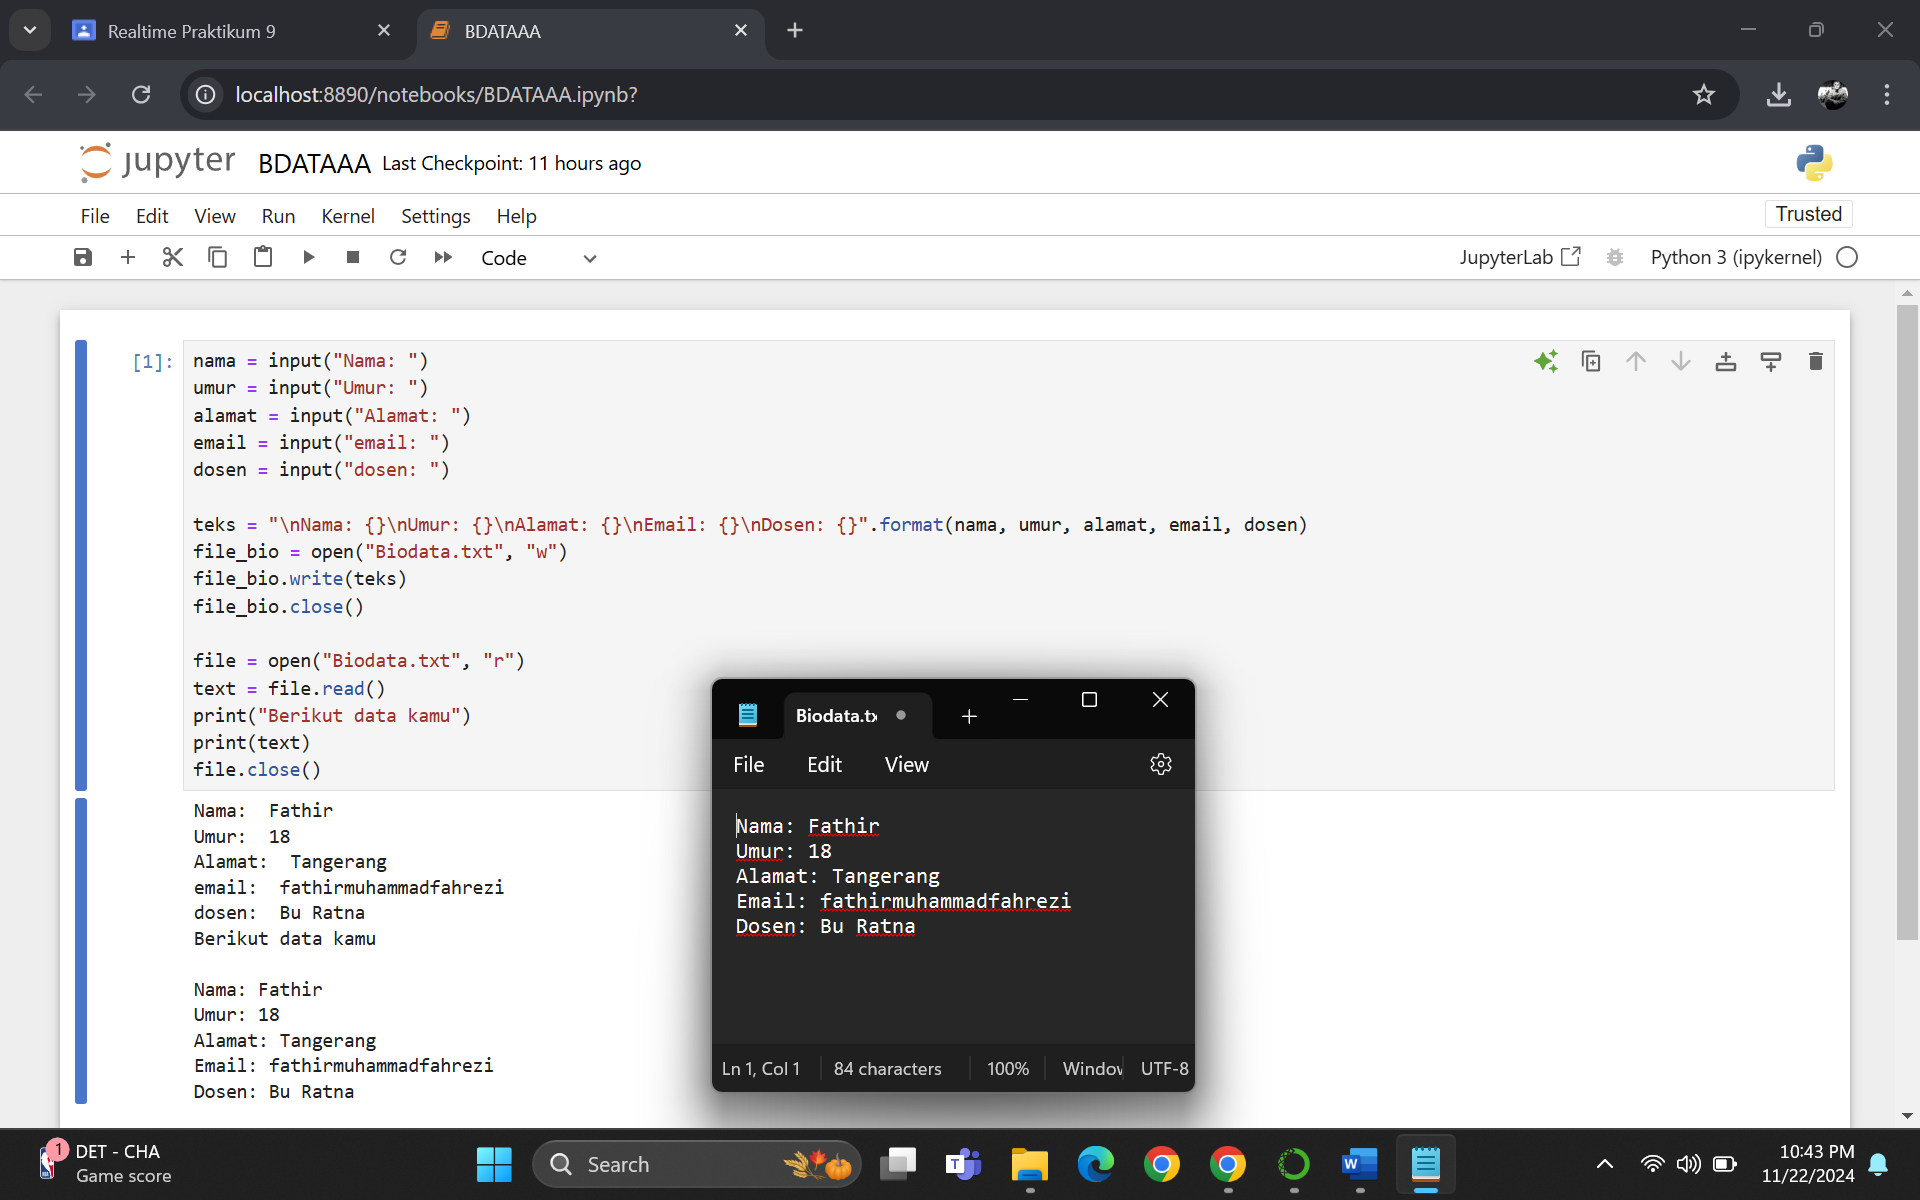 Realtime Praktikum 9
BDATAAA
localhost:8890/notebooks/BDATAAA.ipynb?
jupyter BDATAAA Last Checkpoint: 11 hours ago
File Edit View Run Kernel Settings Help
Trusted
Code
JupyterLab
Python 3 (ipykernel)
[1]:
nama = input("Nama: ")
umur = input("Umur: ")
alamat = input("Alamat: ")
email = input("email: ")
dosen = input("dosen: ")
teks = "\nNama: {}\nUmur: {}\nAlamat: {}\nEmail: {}\nDosen: {}".format(nama, umur, alamat, email, dosen)
file_bio = open("Biodata.txt", "w")
file_bio.write(teks)
file_bio.close()
file = open("Biodata.txt", "r")
text = file.read()
print("Berikut data kamu")
print(text)
file.close()
Nama:  Fathir
Umur:  18
Alamat:  Tangerang
email:  fathirmuhammadfahrezi
dosen:  Bu Ratna
Berikut data kamu
Nama: Fathir
Umur: 18
Alamat: Tangerang
Email: fathirmuhammadfahrezi
Dosen: Bu Ratna
Biodata.tx
File Edit View
Nama: Fathir
Umur: 18
Alamat: Tangerang
Email: fathirmuhammadfahrezi
Dosen: Bu Ratna
Ln 1, Col 1 84 characters 100% Window UTF-8
1
DET - CHA
Game score
Search
10:43 PM
11/22/2024